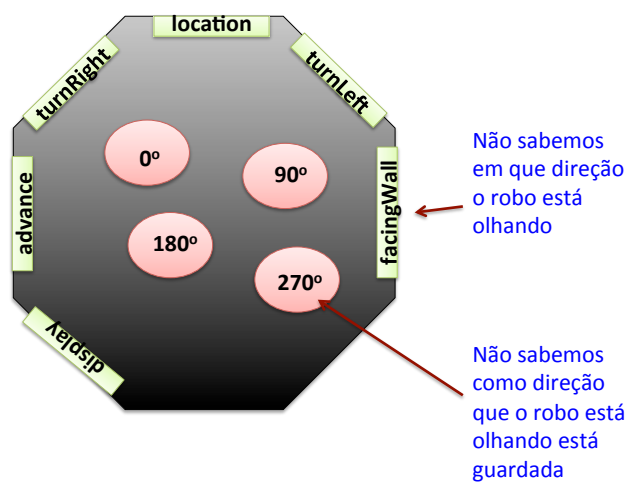 location
turnRight
turnLeft
0º
90º
advance
facingWall
180º
270º
display
Não sabemos
em que direção
o robo está
olhando
Não sabemos
como direção
que o robo está
olhando está
guardada